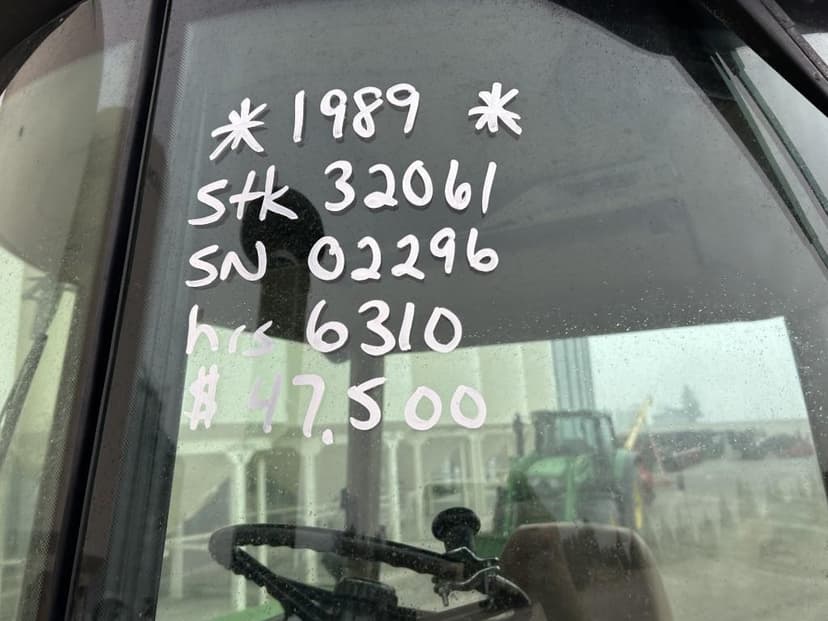 * 1989 *
Stk 32061
SN 02296
hrs 6310
$ 47,500